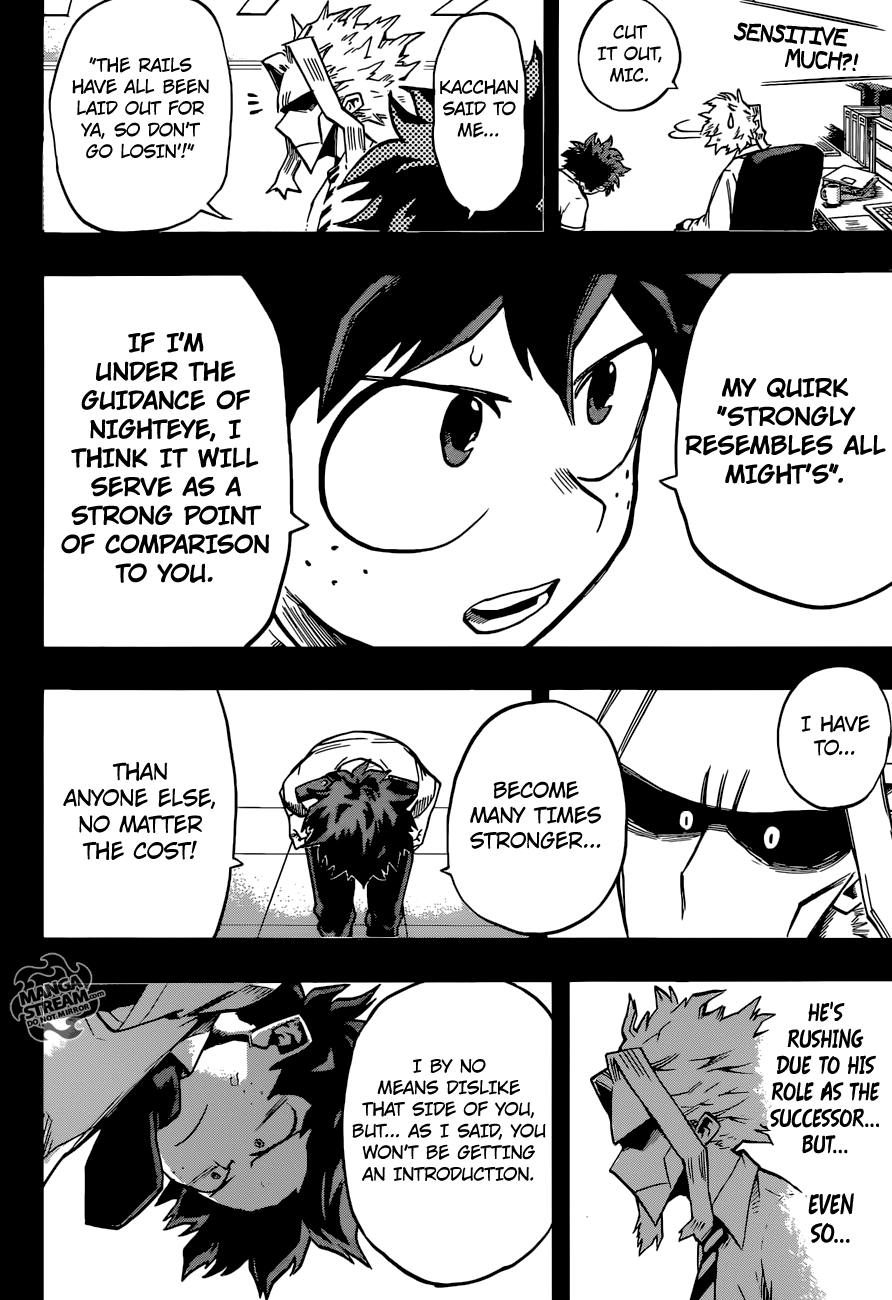 SENSITIVE
MUCH?!
CUT
IT OUT,
MIC.
KACCHAN
SAID TO
ME...
"THE RAILS
HAVE ALL BEEN
LAID OUT FOR
YA, SO DON'T
GO LOSIN'!"
MY QUIRK
"STRONGLY
RESEMBLES ALL
MIGHT'S".
IF I'M
UNDER THE
GUIDANCE OF
NIGHTEYE, I
THINK IT WILL
SERVE AS A
STRONG POINT
OF COMPARISON
TO YOU.
I HAVE
TO...
BECOME
MANY TIMES
STRONGER...
THAN
ANYONE ELSE,
NO MATTER
THE COST!
HE'S
RUSHING
DUE TO HIS
ROLE AS THE
SUCCESSOR...
BUT...
EVEN
SO...
I BY NO
MEANS DISLIKE
THAT SIDE OF YOU,
BUT... AS I SAID, YOU
WON'T BE GETTING
AN INTRODUCTION.
MANGA
STREAM.com
DO NOT MIRROR